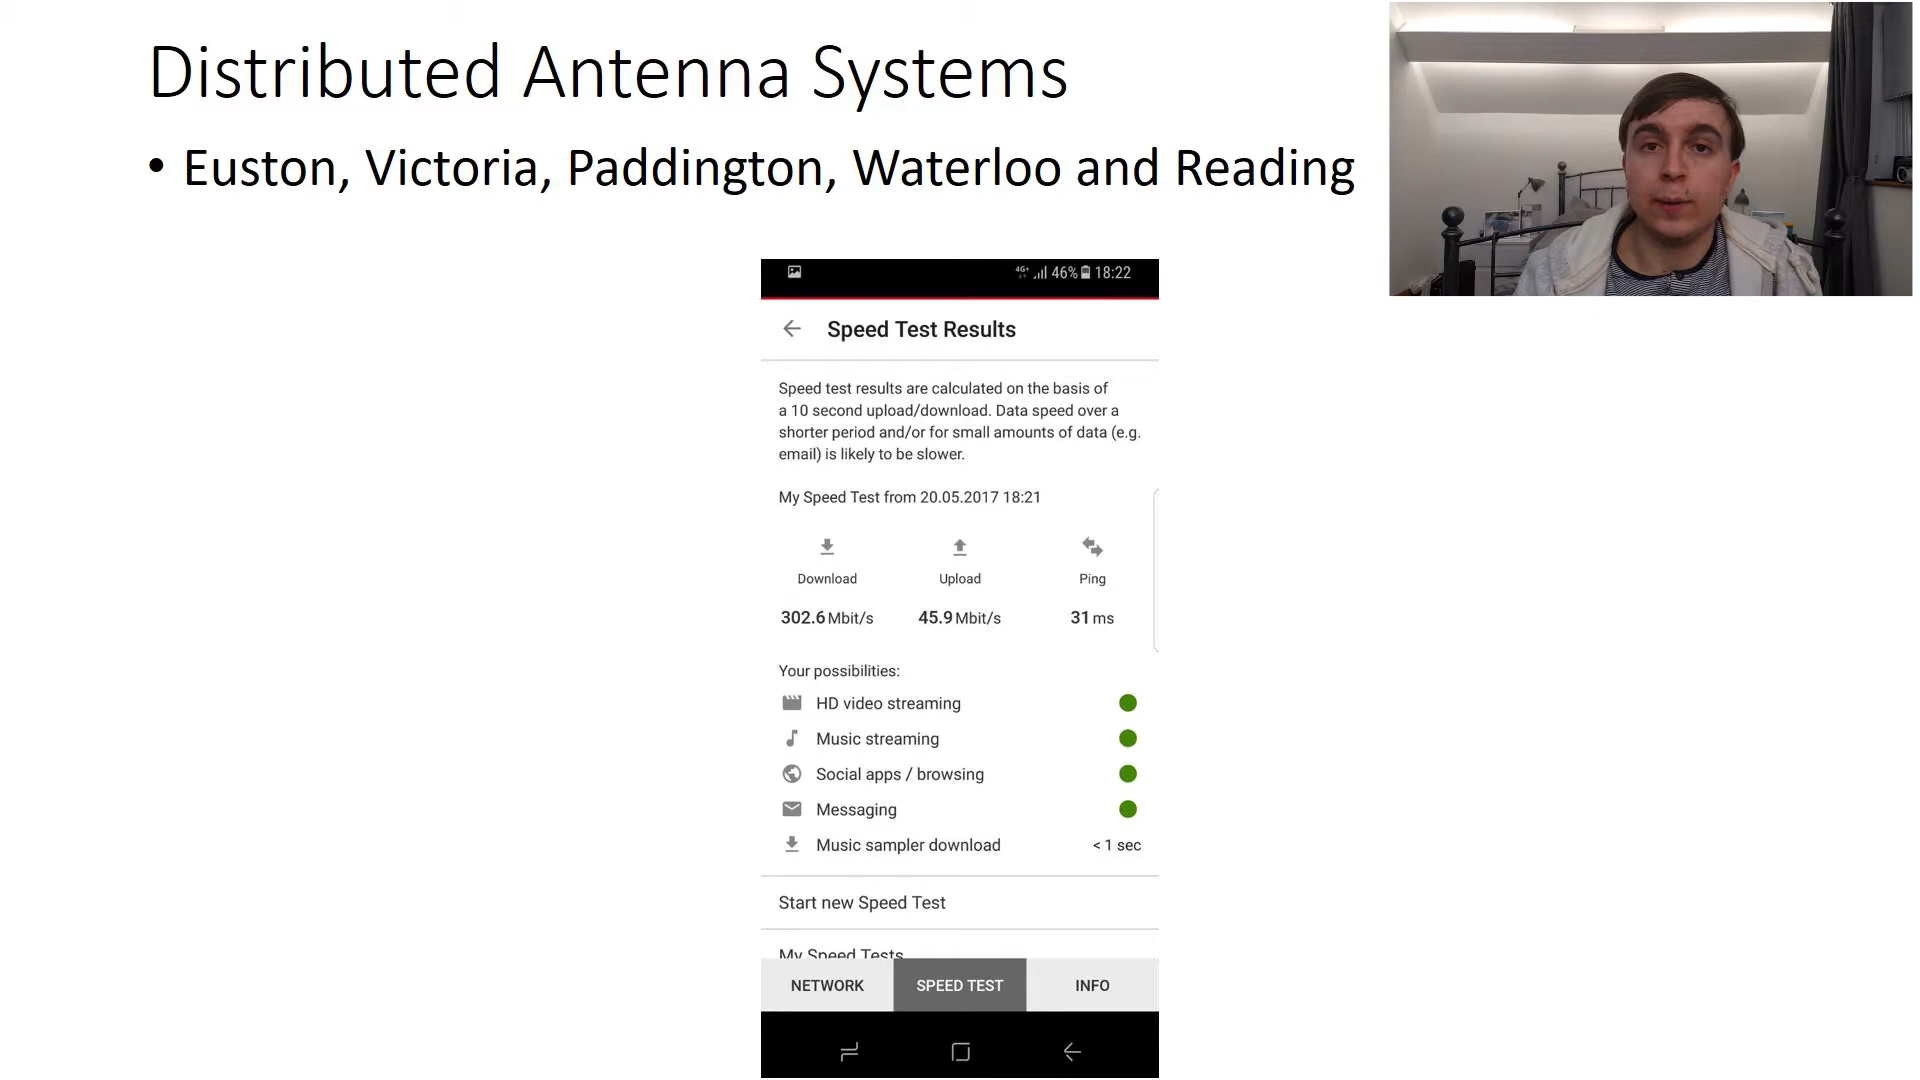 Distributed Antenna Systems
• Euston, Victoria, Paddington, Waterloo and Reading
4G+ 46% 18:22
Speed Test Results
Speed test results are calculated on the basis of
a 10 second upload/download. Data speed over a
shorter period and/or for small amounts of data (e.g.
email) is likely to be slower.
My Speed Test from 20.05.2017 18:21
Download Upload Ping
302.6 Mbit/s 45.9 Mbit/s 31 ms
Your possibilities:
HD video streaming
Music streaming
Social apps / browsing
Messaging
Music sampler download < 1 sec
Start new Speed Test
My Speed Tests
NETWORK SPEED TEST INFO